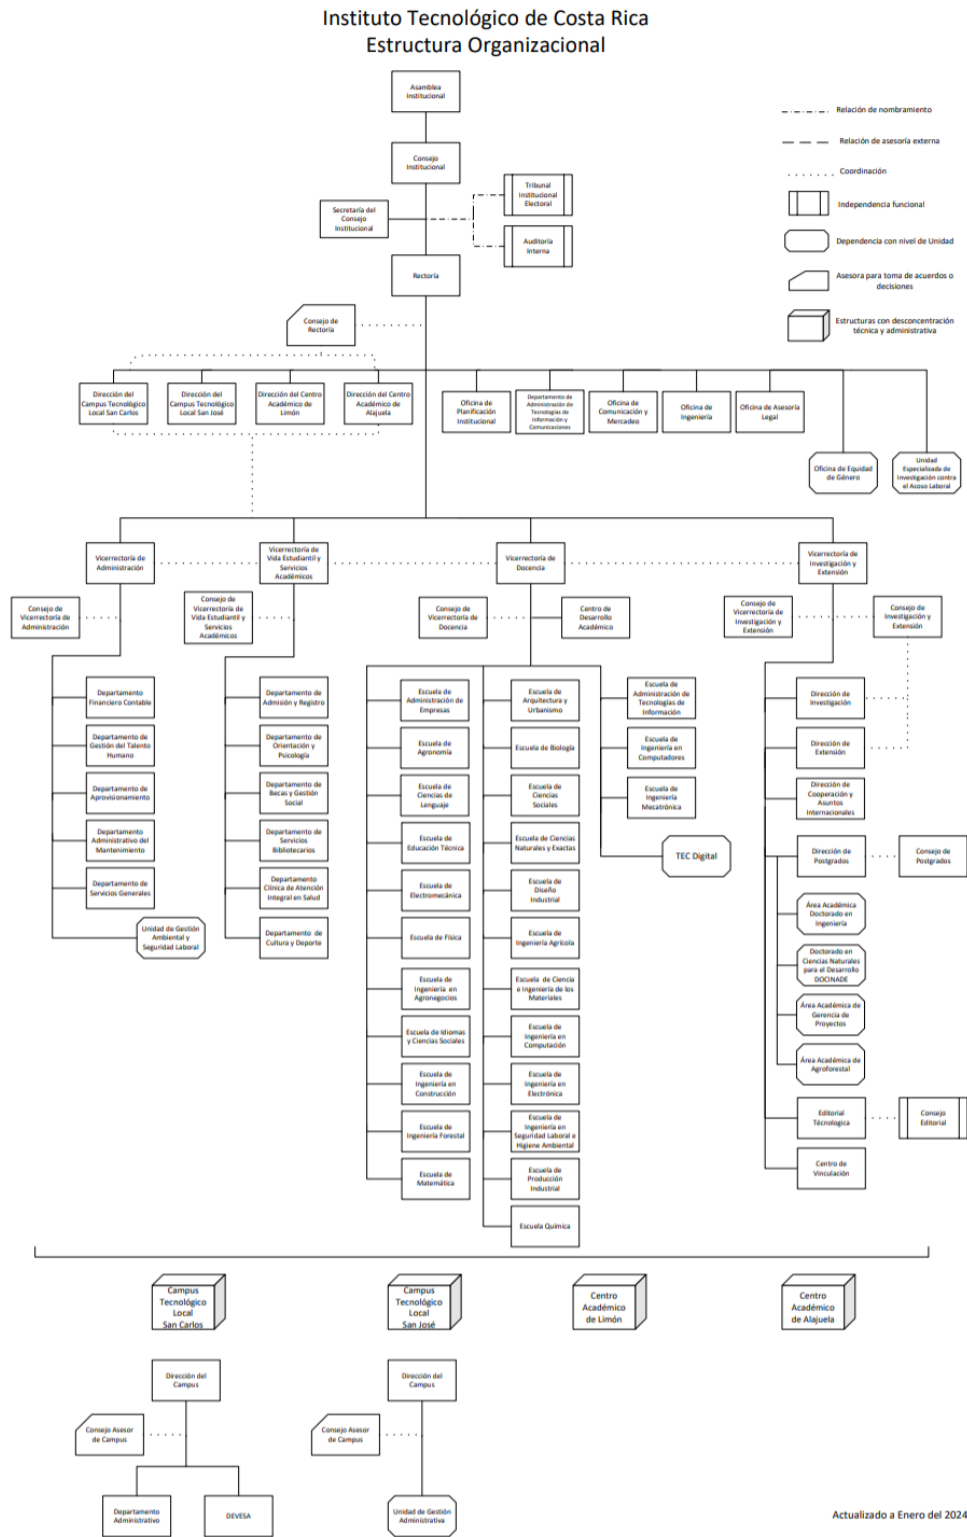 Instituto Tecnológico de Costa Rica
Estructura Organizacional
Asamblea
Institucional
Relación de nombramiento
Relación de asesoría externa
Coordinación
Independencia funcional
Dependencia con nivel de Unidad
Asesora para toma de acuerdos o
decisiones
Estructuras con desconcentración
técnica y administrativa
Consejo
Institucional
Tribunal
Institucional
Electoral
Secretaría del
Consejo
Institucional
Auditoría
Interna
Rectoría
Consejo de
Rectoría
Dirección del
Campus Tecnológico
Local San Carlos
Dirección del
Campus Tecnológico
Local San José
Dirección del Centro
Académico de
Limón
Dirección del Centro
Académico de
Alajuela
Oficina de
Planificación
Institucional
Departamento de
Administración de
Tecnologías de
Información y
Comunicaciones
Oficina de
Comunicación y
Mercadeo
Oficina de
Ingeniería
Oficina de Asesoría
Legal
Oficina de Equidad
de Género
Unidad
Especializada de
Investigación contra
el Acoso Laboral
Vicerrectoría de
Administración
Vicerrectoría de
Vida Estudiantil y
Servicios
Académicos
Vicerrectoría de
Docencia
Vicerrectoría de
Investigación y
Extensión
Consejo de
Vicerrectoría de
Administración
Consejo de
Vicerrectoría de
Vida Estudiantil y
Servicios
Académicos
Consejo de
Vicerrectoría de
Docencia
Centro de
Desarrollo
Académico
Consejo de
Vicerrectoría de
Investigación y
Extensión
Consejo de
Investigación y
Extensión
Departamento
Financiero Contable
Departamento de
Gestión del Talento
Humano
Departamento de
Aprovisionamiento
Departamento
Administrativo del
Mantenimiento
Departamento de
Servicios Generales
Unidad de Gestión
Ambiental y
Seguridad Laboral
Departamento de
Admisión y Registro
Departamento de
Orientación y
Psicología
Departamento de
Becas y Gestión
Social
Departamento de
Servicios
Bibliotecarios
Departamento
Clínica de Atención
Integral en Salud
Departamento de
Cultura y Deporte
Escuela de
Administración de
Empresas
Escuela de
Agronomía
Escuela de
Ciencias de
Lenguaje
Escuela de
Educación Técnica
Escuela de
Electromecánica
Escuela de Física
Escuela de
Ingeniería en
Agronegocios
Escuela de Idiomas
y Ciencias Sociales
Escuela de
Ingeniería en
Construcción
Escuela de
Ingeniería Forestal
Escuela de
Matemática
Escuela de
Arquitectura y
Urbanismo
Escuela de Biología
Escuela de
Ciencias
Sociales
Escuela de Ciencias
Naturales y Exactas
Escuela de
Diseño
Industrial
Escuela de
Ingeniería Agrícola
Escuela de Ciencia
e Ingeniería de los
Materiales
Escuela de
Ingeniería en
Computación
Escuela de
Ingeniería en
Electrónica
Escuela de
Ingeniería en
Seguridad Laboral e
Higiene Ambiental
Escuela de
Producción
Industrial
Escuela Química
Escuela de
Administración de
Tecnologías de
Información
Escuela de
Ingeniería en
Computadores
Escuela de
Ingeniería
Mecatrónica
TEC Digital
Dirección de
Investigación
Dirección de
Extensión
Dirección de
Cooperación y
Asuntos
Internacionales
Dirección de
Postgrados
Consejo de
Postgrados
Área Académica
Doctorado en
Ingeniería
Doctorado en
Ciencias Naturales
para el Desarrollo
DOCINADE
Área Académica de
Gerencia de
Proyectos
Área Académica de
Agroforestal
Editorial
Técnologica
Consejo
Editorial
Centro de
Vinculación
Campus
Tecnológico
Local
San Carlos
Campus
Tecnológico
Local
San José
Centro
Académico
de Limón
Centro
Académico
de Alajuela
Dirección del
Campus
Consejo Asesor
de Campus
Departamento
Administrativo
DEVESA
Dirección del
Campus
Consejo Asesor
de Campus
Unidad de Gestión
Administrativa
Actualizado a Enero del 2024